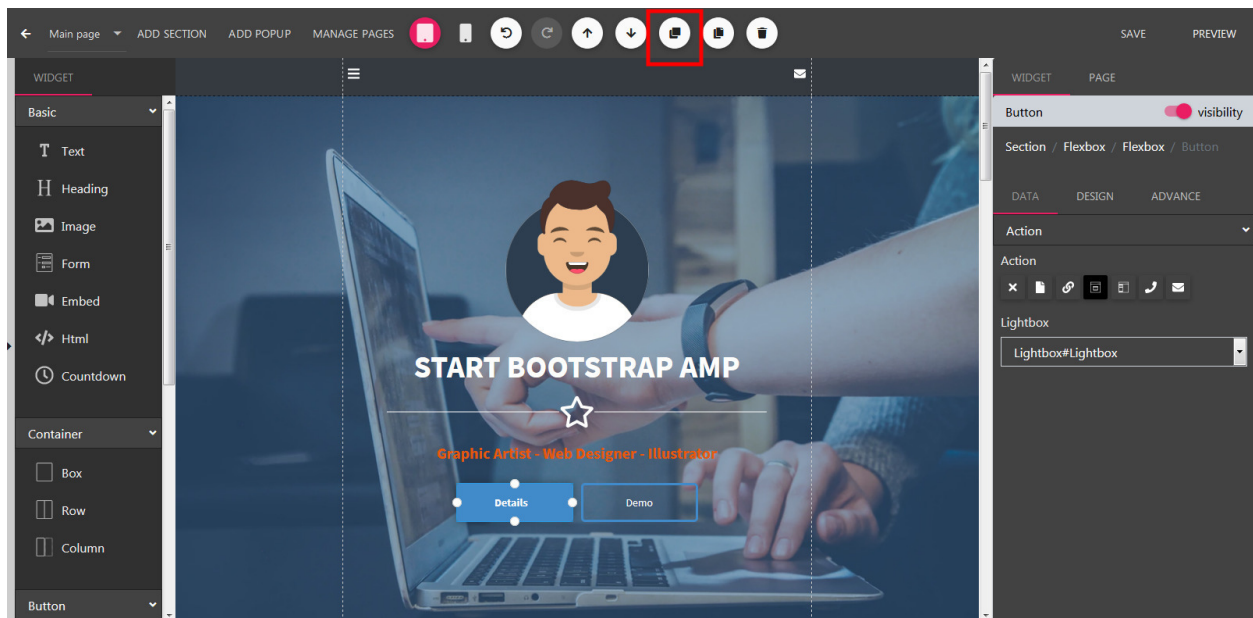 Main page ADD SECTION ADD POPUP MANAGE PAGES SAVE PREVIEW
WIDGET
Basic
Text
Heading
Image
Form
Embed
Html
Countdown
Container
Box
Row
Column
Button
START BOOTSTRAP AMP
Graphic Artist - Web Designer - Illustrator
Details Demo
WIDGET PAGE
Button visibility
Section / Flexbox / Flexbox / Button
DATA DESIGN ADVANCE
Action
Action
Lightbox
Lightbox#Lightbox